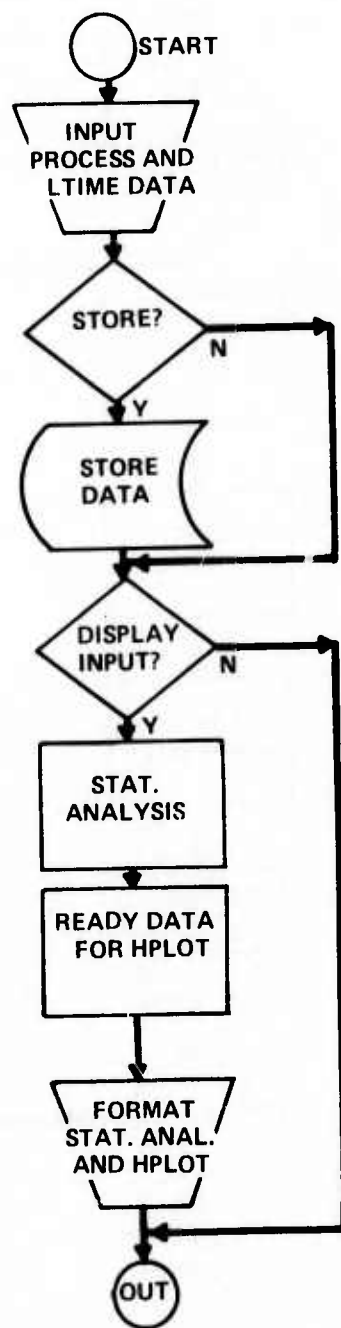 START
INPUT
PROCESS AND
LTIME DATA
STORE?
N
Y
STORE
DATA
DISPLAY
INPUT?
N
Y
STAT.
ANALYSIS
READY DATA
FOR HPLOT
FORMAT
STAT. ANAL.
AND HPLOT
OUT